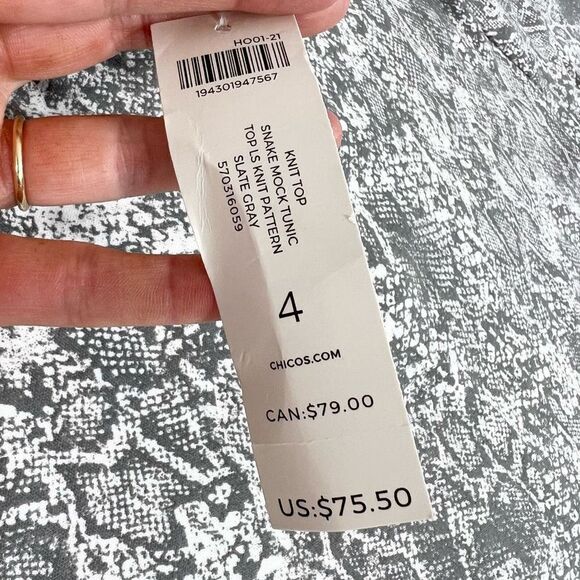 HO01-21
194301947567
KNIT TOP
SNAKE MOCK TUNIC
TOP LS KNIT PATTERN
SLATE GRAY
570316059
4
CHICOS.COM
CAN:$79.00
US:$75.50